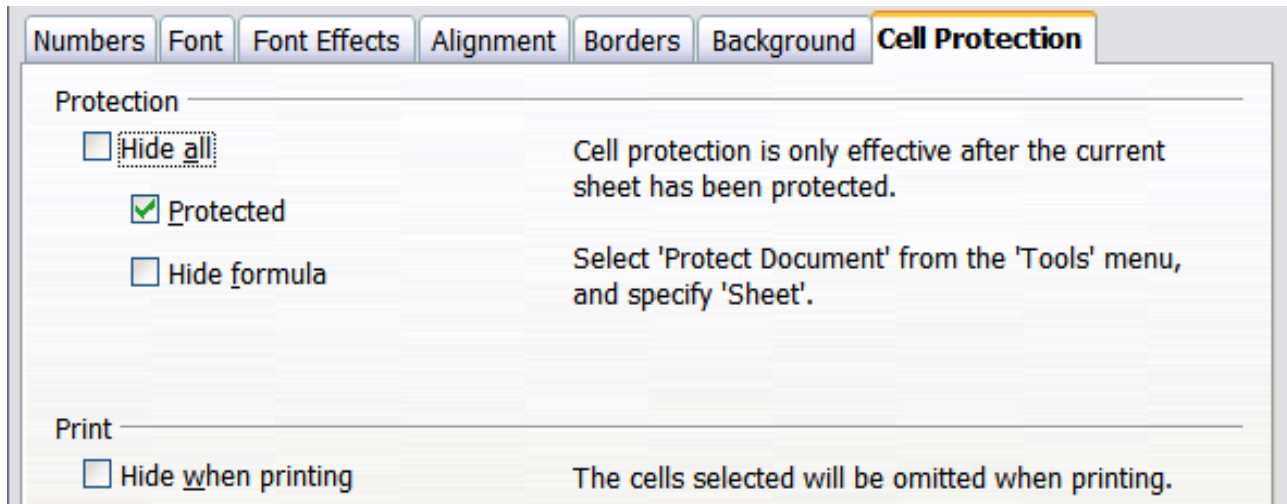 Numbers Font Font Effects Alignment Borders Background Cell Protection
Protection
Hide all
Cell protection is only effective after the current
sheet has been protected.
Protected
Hide formula
Select 'Protect Document' from the 'Tools' menu,
and specify 'Sheet'.
Print
Hide when printing
The cells selected will be omitted when printing.